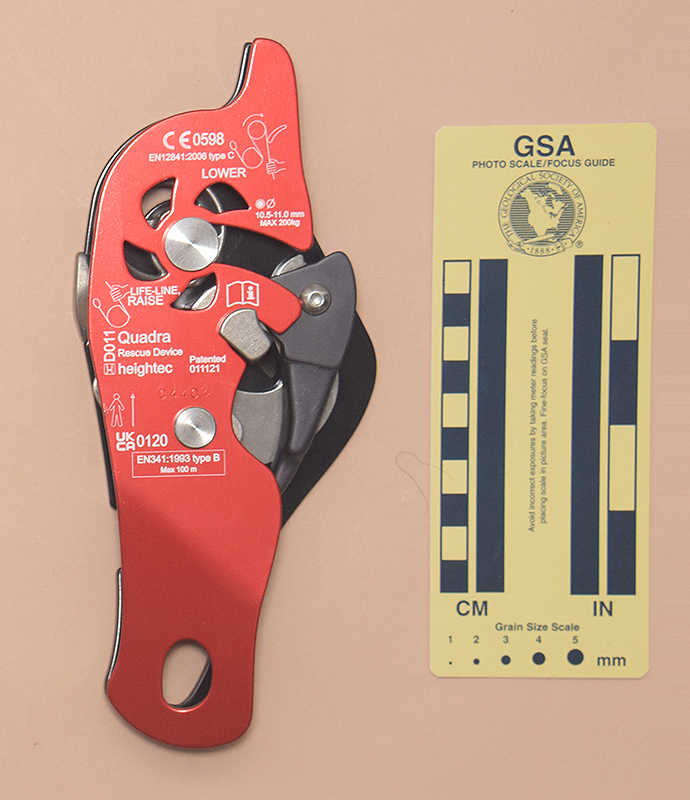 CE 0598
EN12841:2006 type C
LOWER
10.5-11.0 mm
MAX 200kg
LIFE-LINE,
RAISE
D011
Quadra
Rescue Device
heightec
Patented
011121
04404
UK
CA 0120
EN341:1993 type B
Max 100 m
GSA
PHOTO SCALE/FOCUS GUIDE
THE GEOLOGICAL SOCIETY OF AMERICA
1888
®
Avoid incorrect exposures by taking meter readings before
placing scale in picture area. Fine-focus on GSA seal.
CM IN
Grain Size Scale
1 2 3 4 5
mm